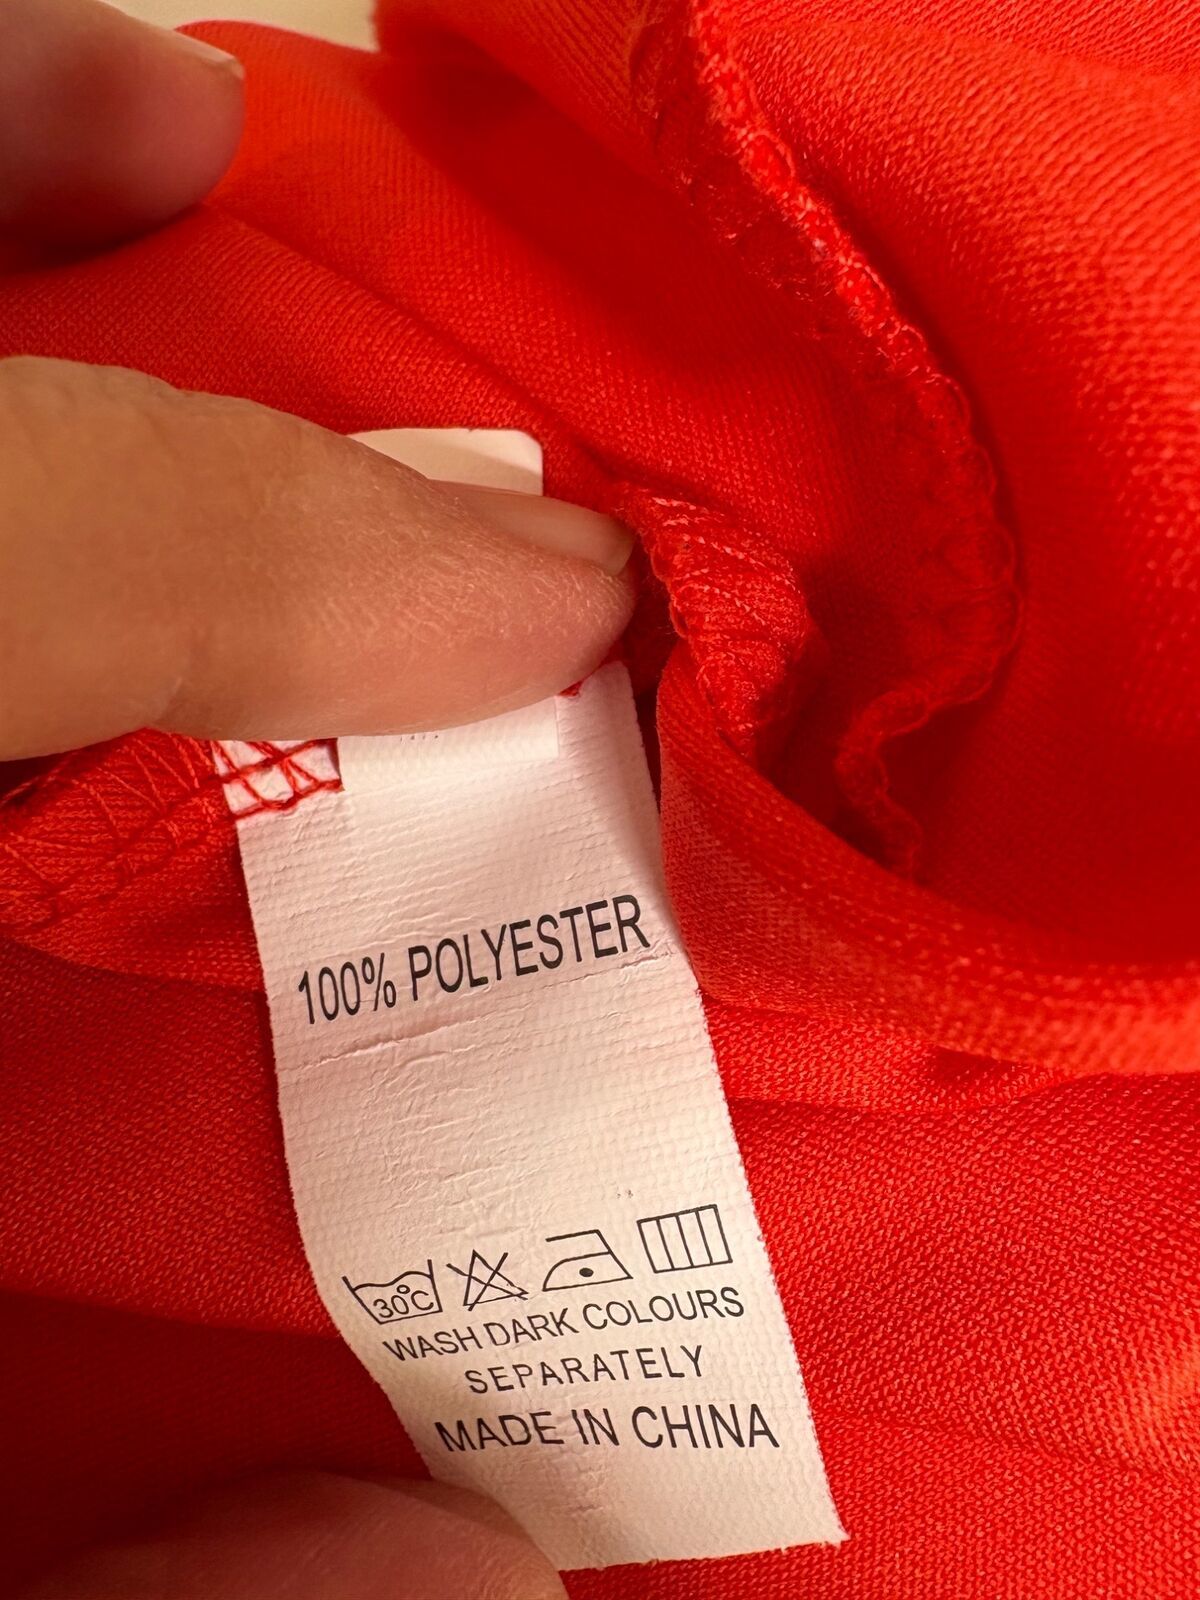 100% POLYESTER
30°C
WASH DARK COLOURS
SEPARATELY
MADE IN CHINA